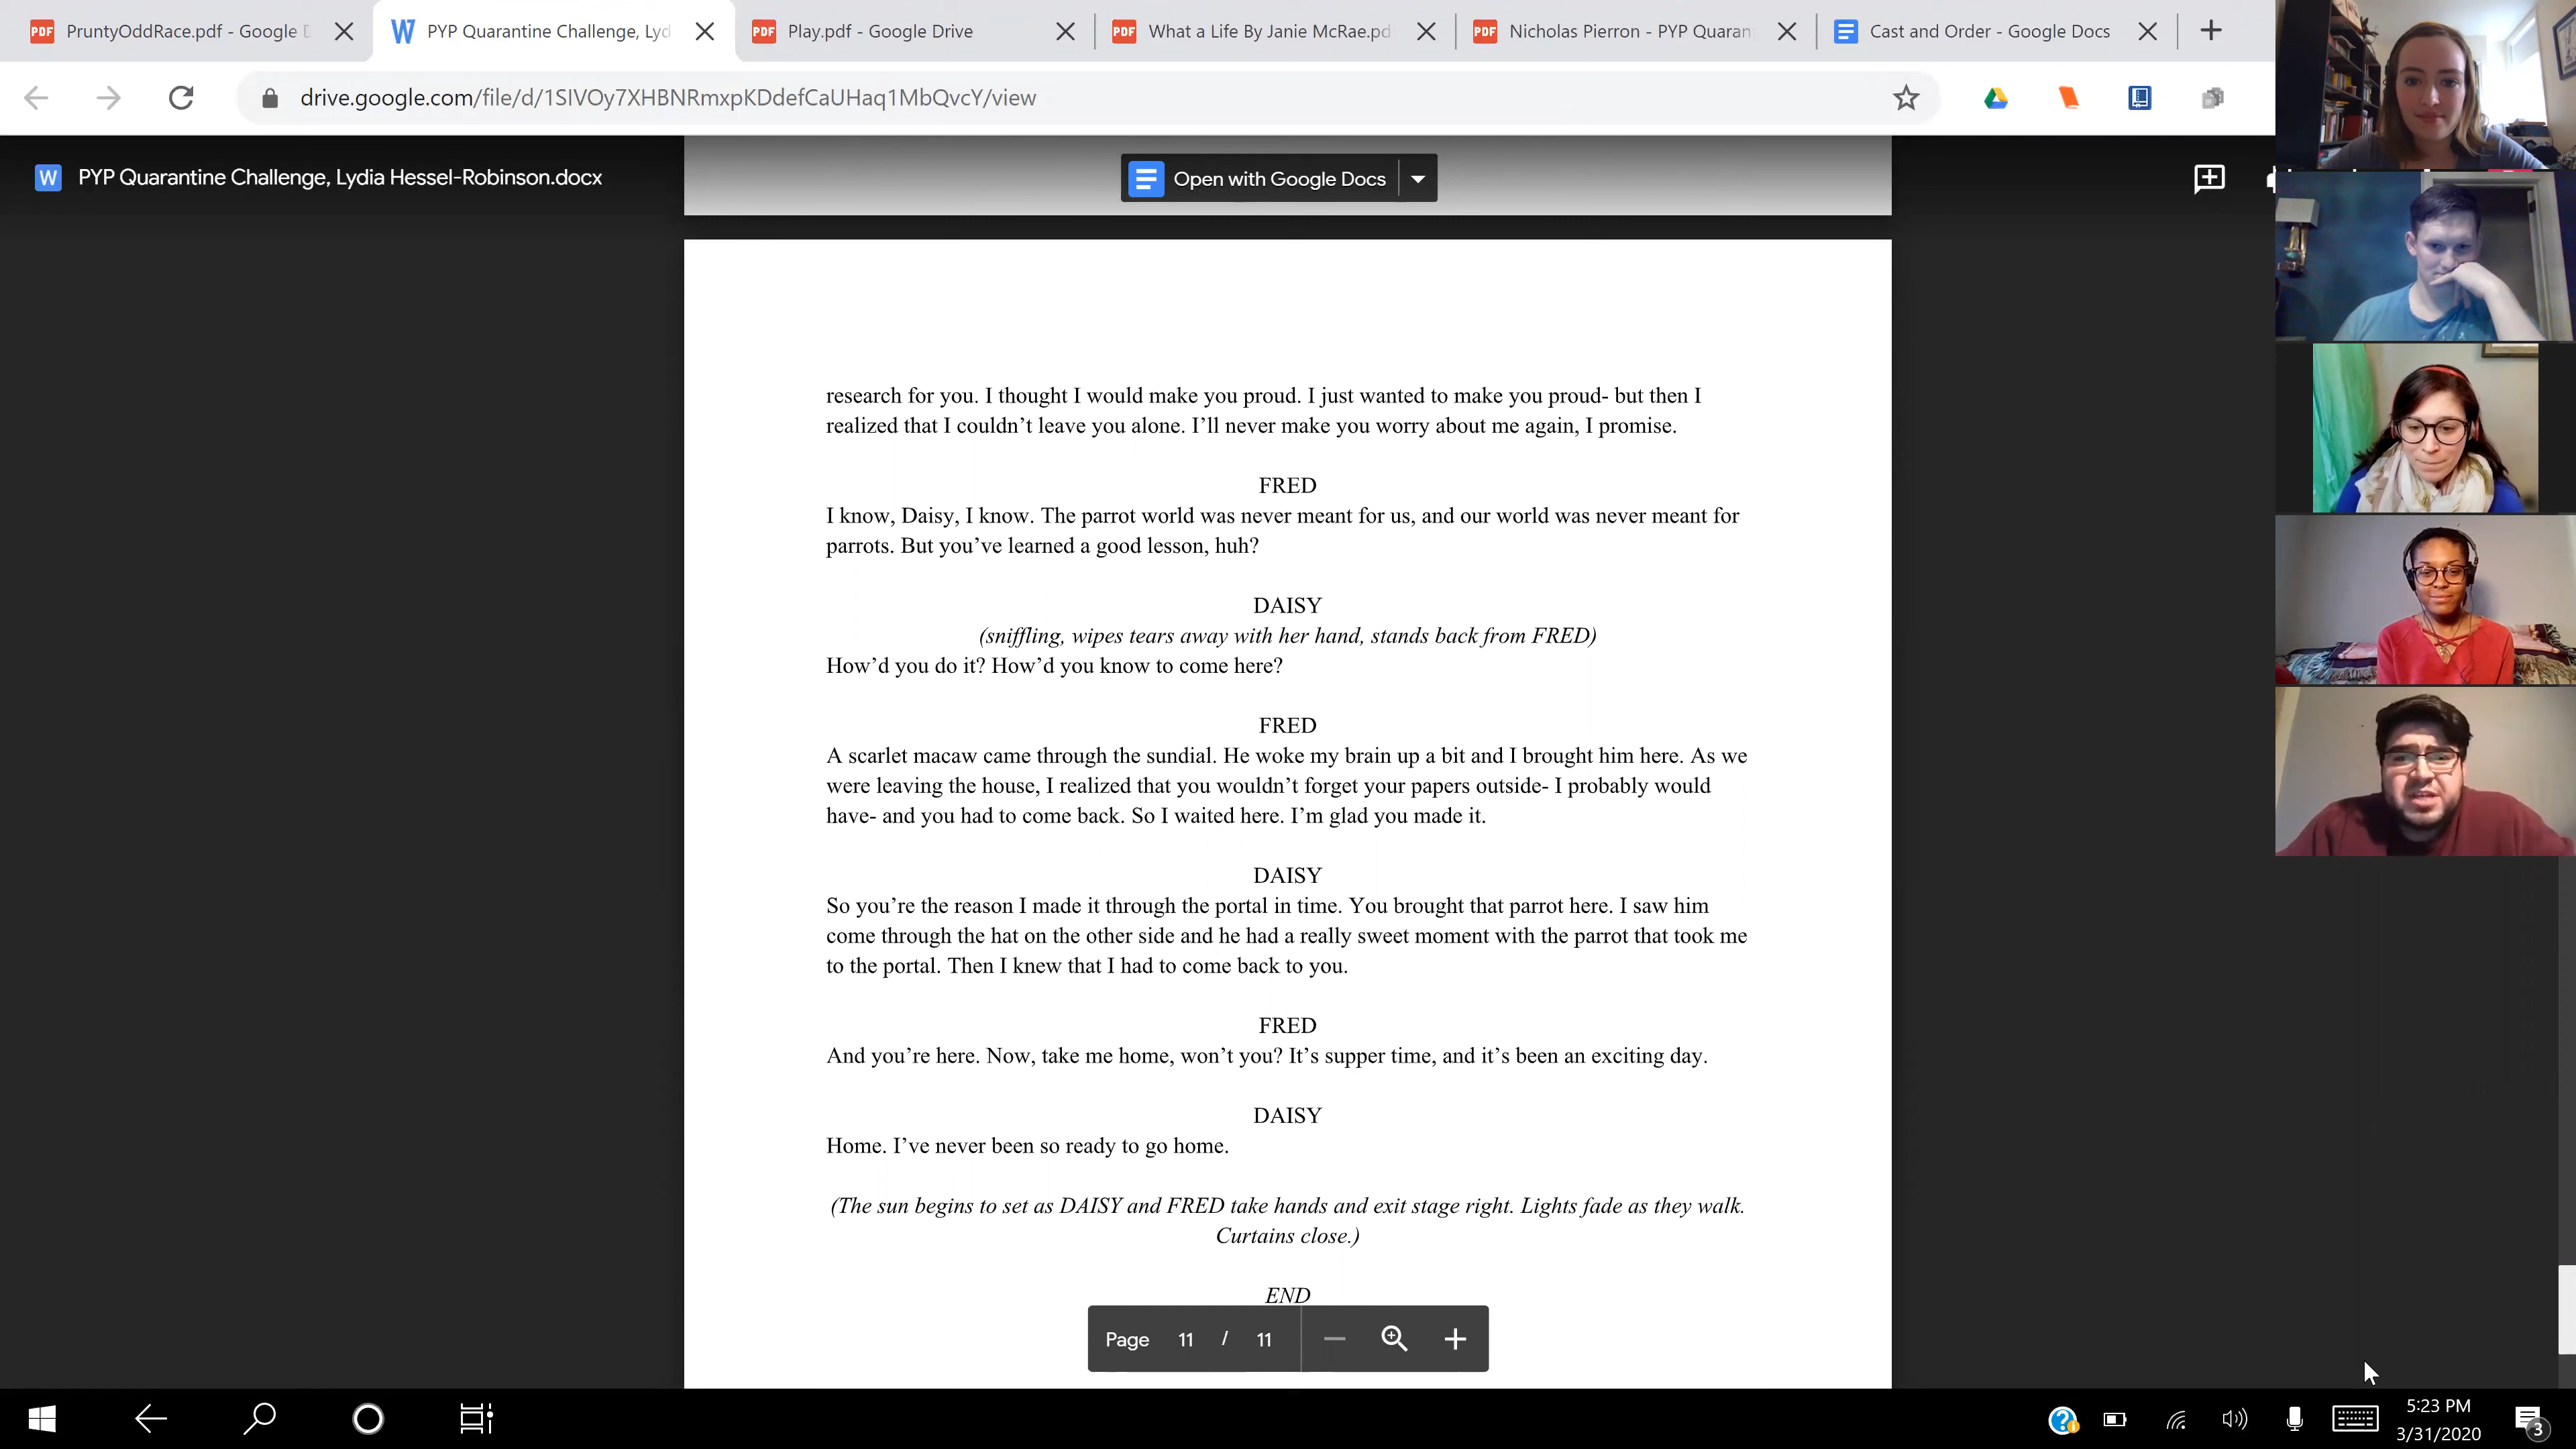 PruntyOddRace.pdf - Google D
PYP Quarantine Challenge, Lyd
Play.pdf - Google Drive
What a Life By Janie McRae.pd
Nicholas Pierron - PYP Quaran
Cast and Order - Google Docs
drive.google.com/file/d/1SIVOy7XHBNRmxpKDdefCaUHaq1MbQvcY/view
W PYP Quarantine Challenge, Lydia Hessel-Robinson.docx
Open with Google Docs
research for you. I thought I would make you proud. I just wanted to make you proud- but then I
realized that I couldn’t leave you alone. I’ll never make you worry about me again, I promise.
FRED
I know, Daisy, I know. The parrot world was never meant for us, and our world was never meant for
parrots. But you’ve learned a good lesson, huh?
DAISY
(sniffling, wipes tears away with her hand, stands back from FRED)
How’d you do it? How’d you know to come here?
FRED
A scarlet macaw came through the sundial. He woke my brain up a bit and I brought him here. As we
were leaving the house, I realized that you wouldn’t forget your papers outside- I probably would
have- and you had to come back. So I waited here. I’m glad you made it.
DAISY
So you’re the reason I made it through the portal in time. You brought that parrot here. I saw him
come through the hat on the other side and he had a really sweet moment with the parrot that took me
to the portal. Then I knew that I had to come back to you.
FRED
And you’re here. Now, take me home, won’t you? It’s supper time, and it’s been an exciting day.
DAISY
Home. I’ve never been so ready to go home.
(The sun begins to set as DAISY and FRED take hands and exit stage right. Lights fade as they walk.
Curtains close.)
END
Page 11 / 11
5:23 PM
3/31/2020
3